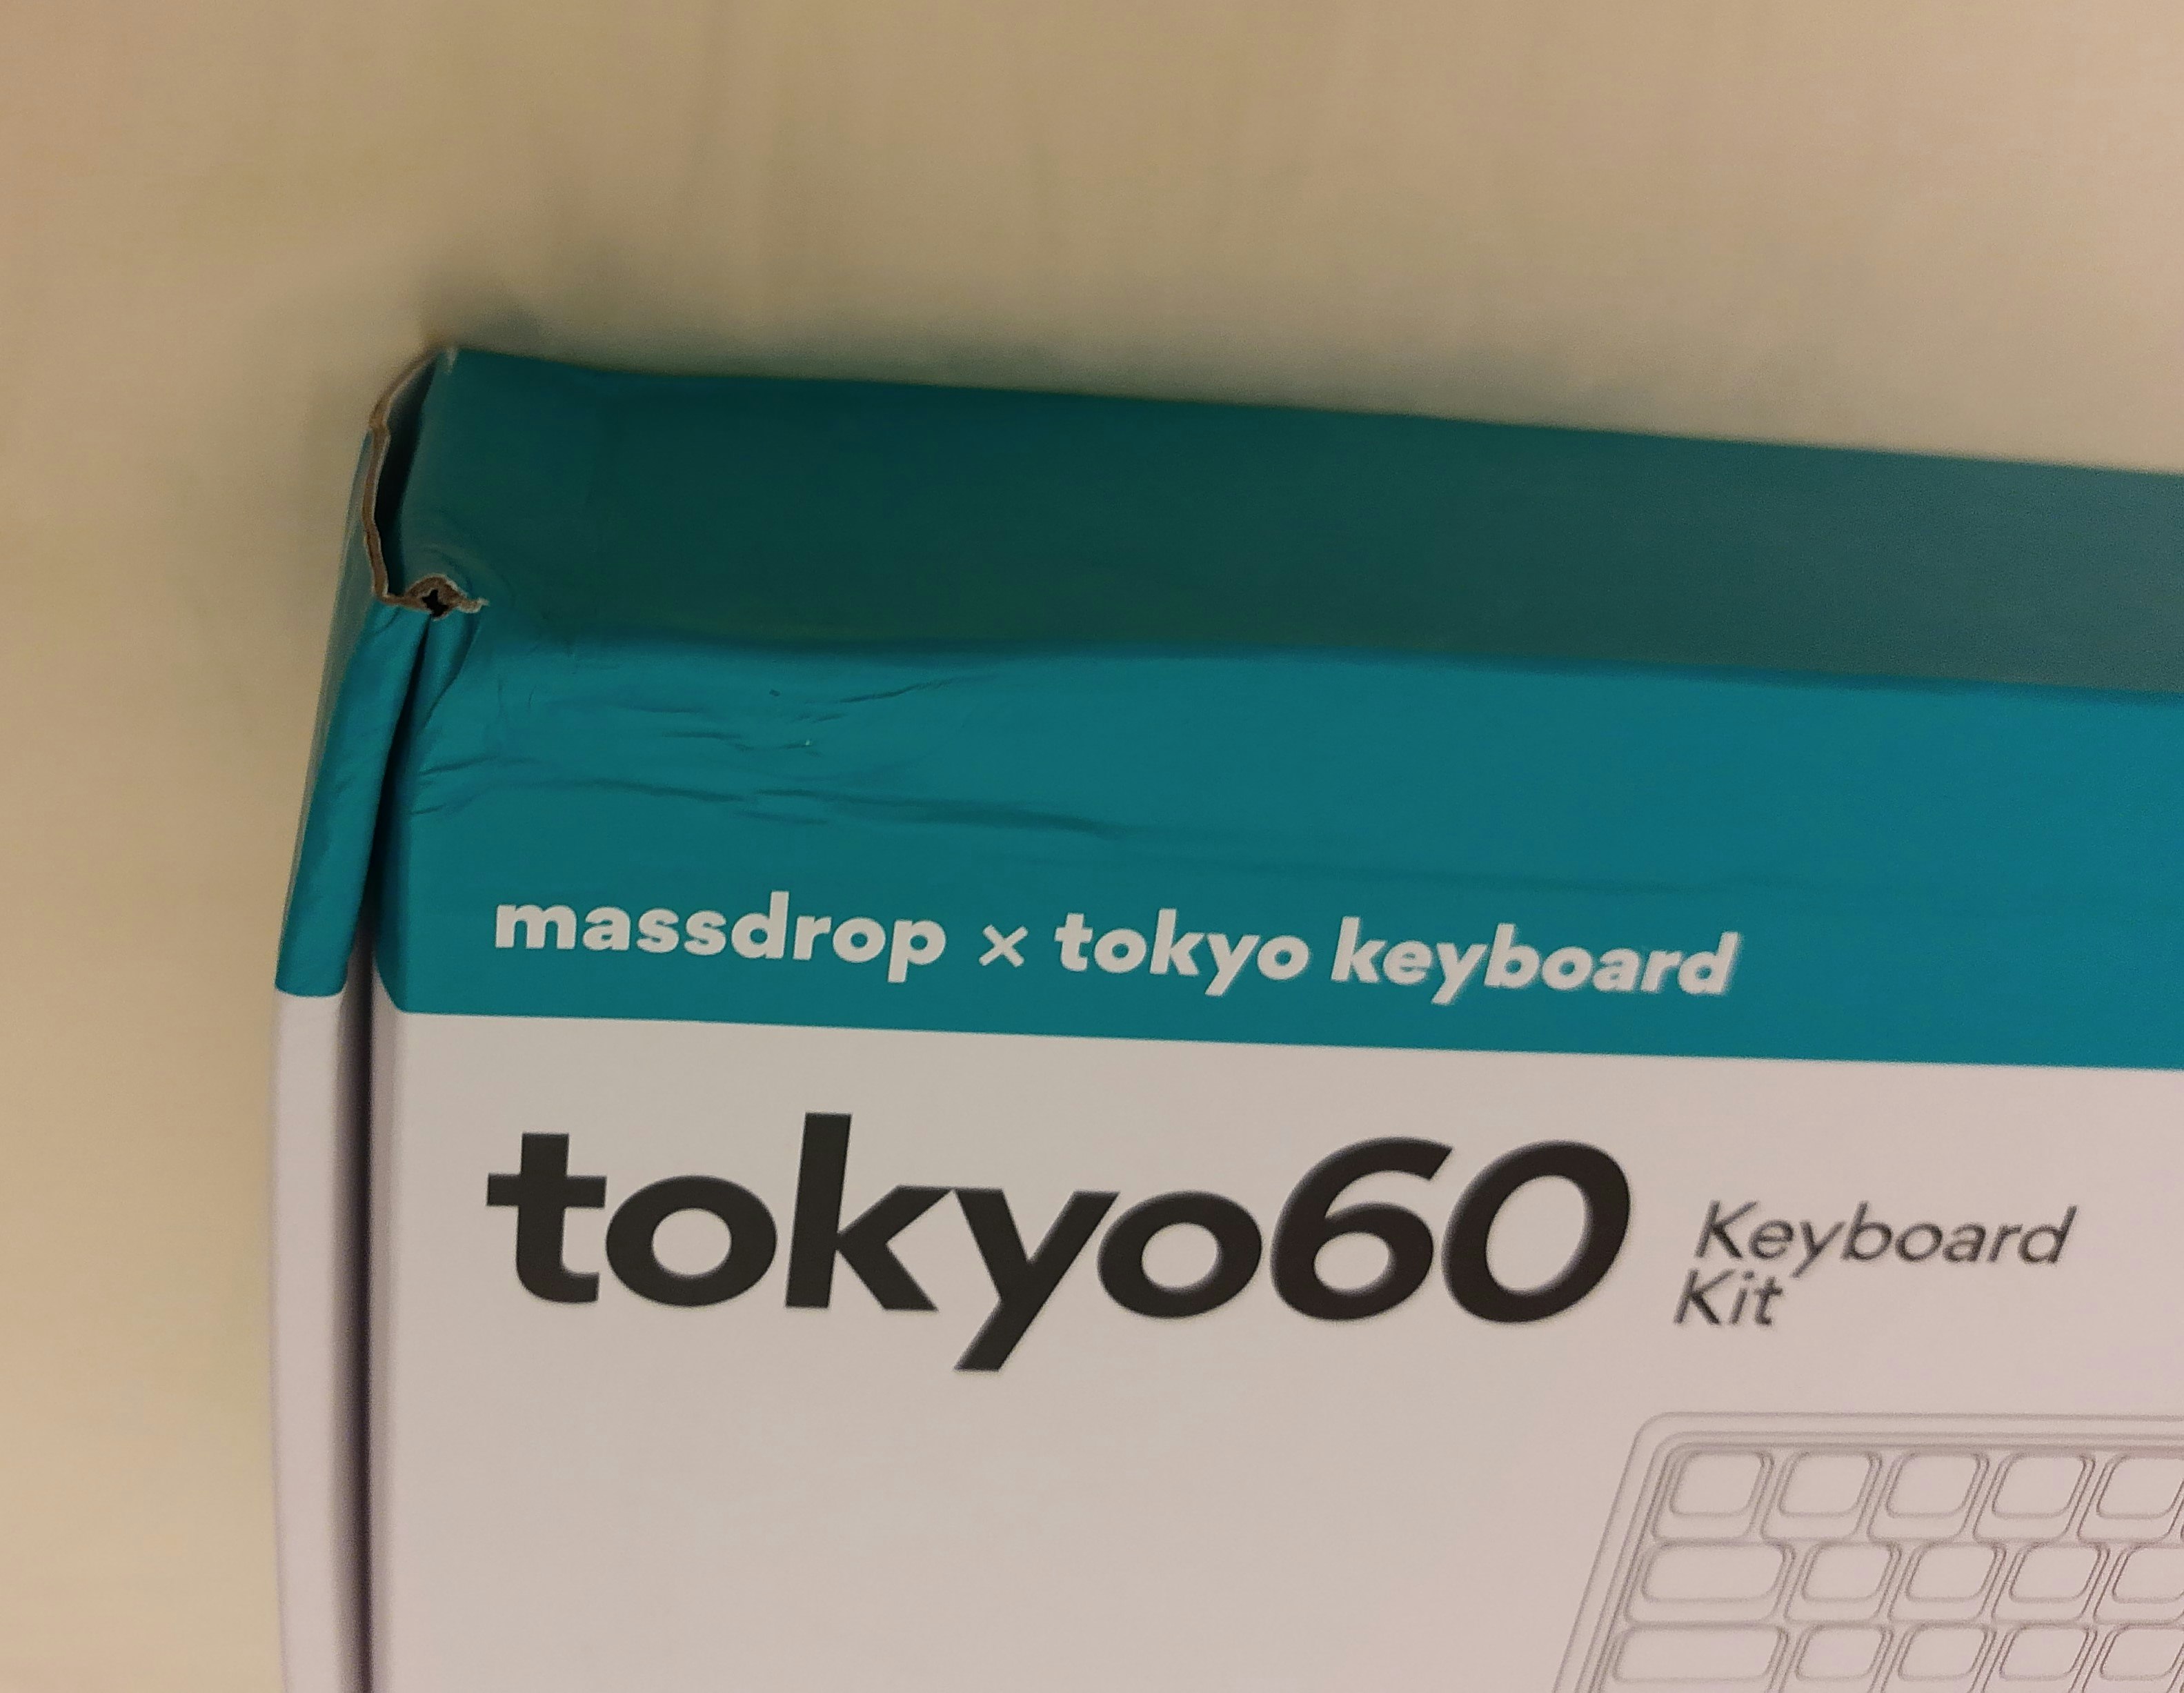 massdrop × tokyo keyboard
tokyo60
Keyboard
Kit